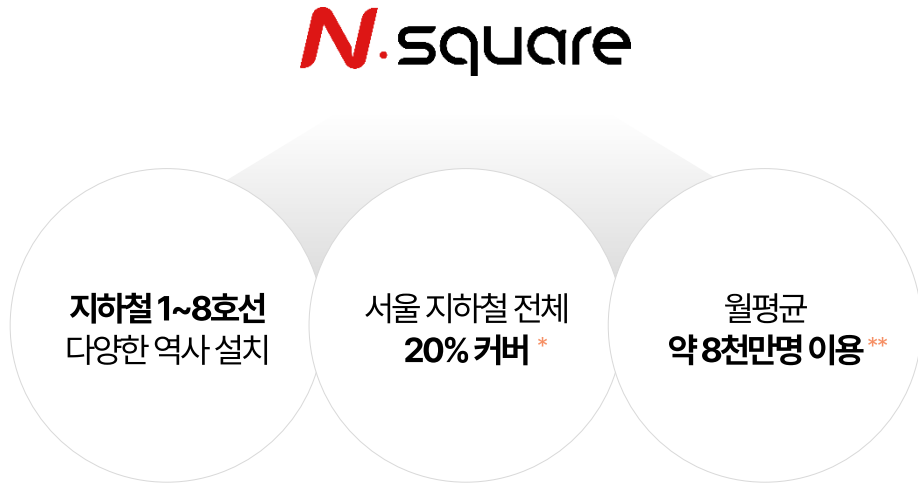 N.square
지하철 1~8호선
다양한 역사 설치
서울 지하철 전체
20% 커버 *
월평균
약 8천만명 이용 **